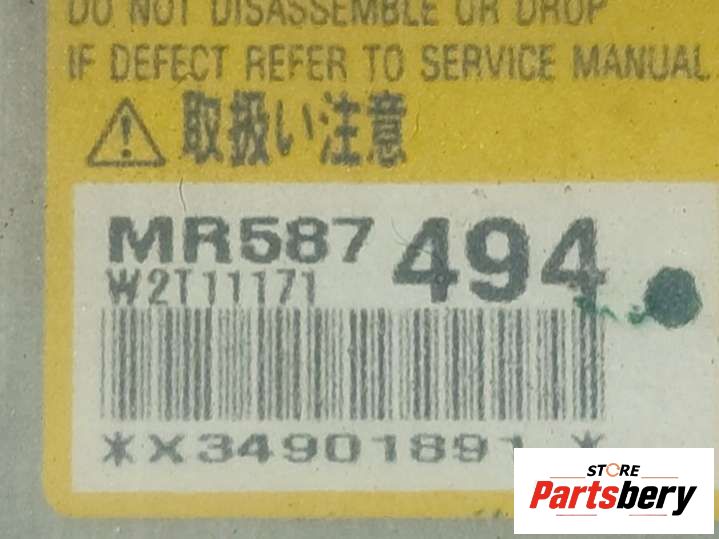 DO NOT DISASSEMBLE OR DROP
IF DEFECT REFER TO SERVICE MANUAL
取扱い注意
MR587 494
W2T11171
*X34901891 *
STORE
Partsbery